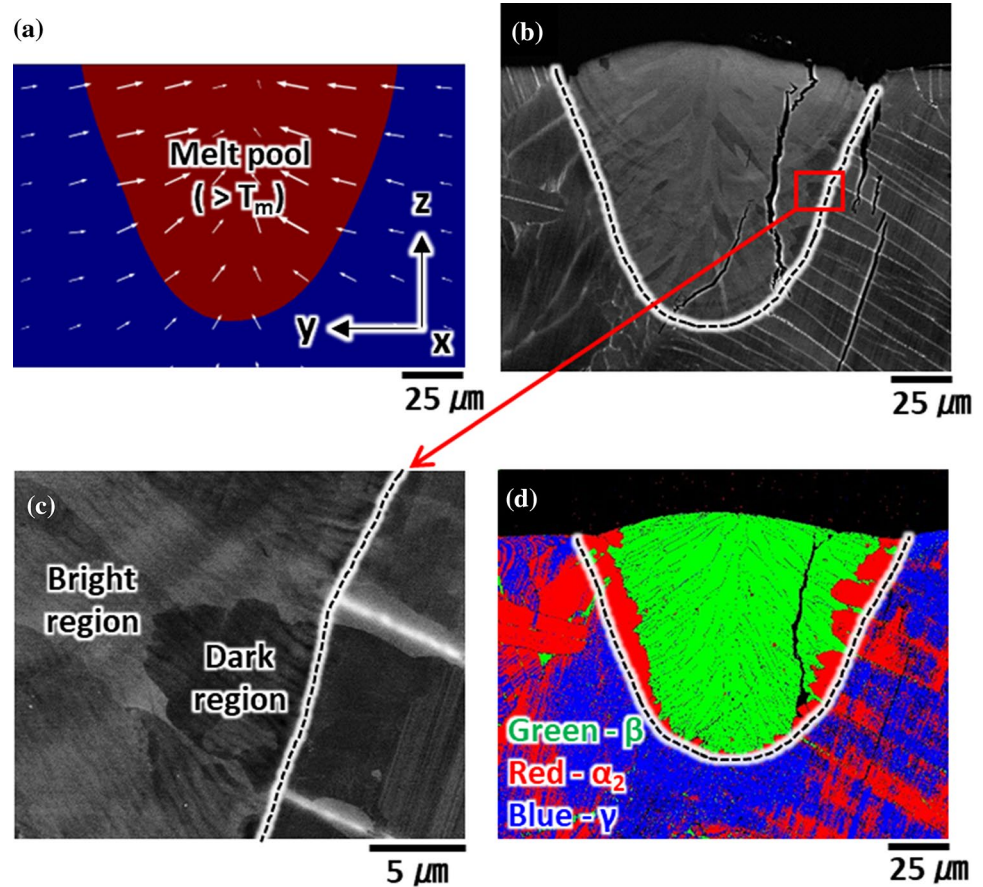 (a)
Melt pool
( > Tm)
z
y
x
25 μm
(b)
25 μm
(c)
Bright
region
Dark
region
5 μm
(d)
Green - β
Red - α2
Blue - γ
25 μm